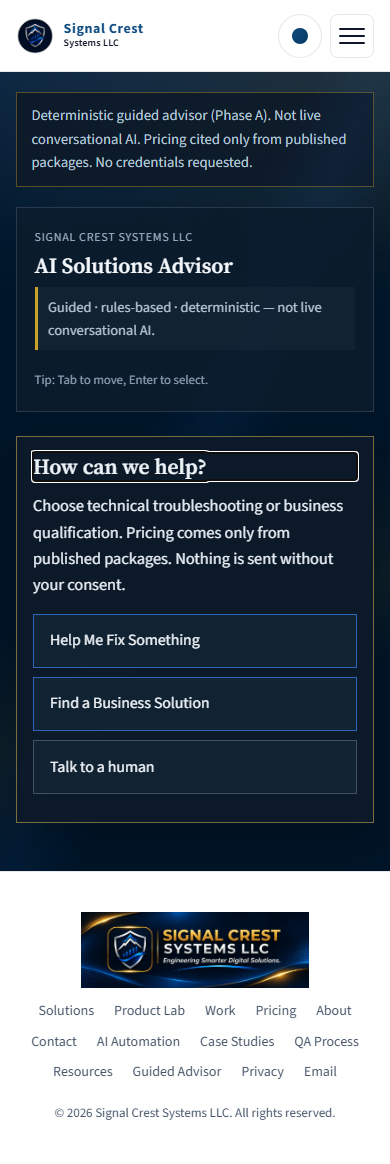 Signal Crest
Systems LLC
Deterministic guided advisor (Phase A). Not live
conversational AI. Pricing cited only from published
packages. No credentials requested.
SIGNAL CREST SYSTEMS LLC
AI Solutions Advisor
Guided · rules-based · deterministic — not live
conversational AI.
Tip: Tab to move, Enter to select.
How can we help?
Choose technical troubleshooting or business
qualification. Pricing comes only from
published packages. Nothing is sent without
your consent.
Help Me Fix Something
Find a Business Solution
Talk to a human
SIGNAL CREST
SYSTEMS LLC
Engineering Smarter Digital Solutions.
Solutions Product Lab Work Pricing About
Contact AI Automation Case Studies QA Process
Resources Guided Advisor Privacy Email
© 2026 Signal Crest Systems LLC. All rights reserved.